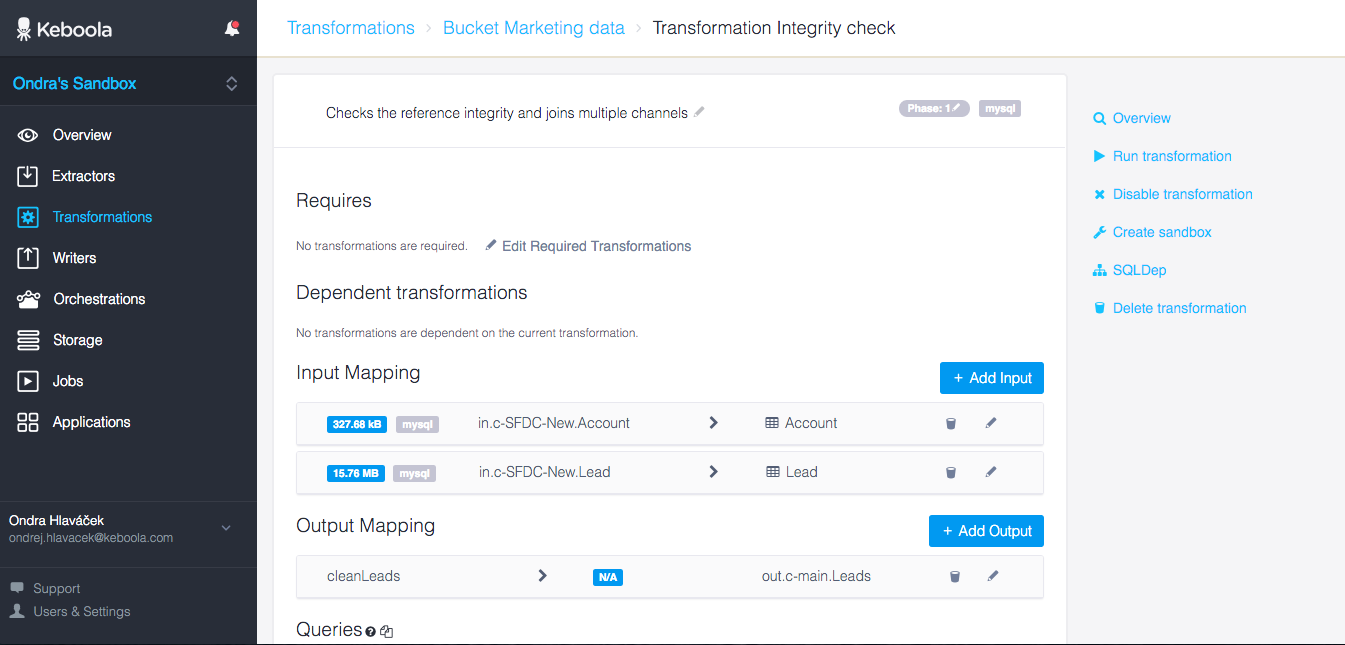 Keboola
Ondra's Sandbox
Overview
Extractors
Transformations
Writers
Orchestrations
Storage
Jobs
Applications
Ondra Hlaváček
ondrej.hlavacek@keboola.com
Support
Users & Settings
Transformations › Bucket Marketing data › Transformation Integrity check
Checks the reference integrity and joins multiple channels
Phase: 1 mysql
Requires
No transformations are required. Edit Required Transformations
Dependent transformations
No transformations are dependent on the current transformation.
Input Mapping
+ Add Input
327.68 kB mysql in.c-SFDC-New.Account Account
15.76 MB mysql in.c-SFDC-New.Lead Lead
Output Mapping
+ Add Output
cleanLeads N/A out.c-main.Leads
Queries
Overview
Run transformation
Disable transformation
Create sandbox
SQLDep
Delete transformation